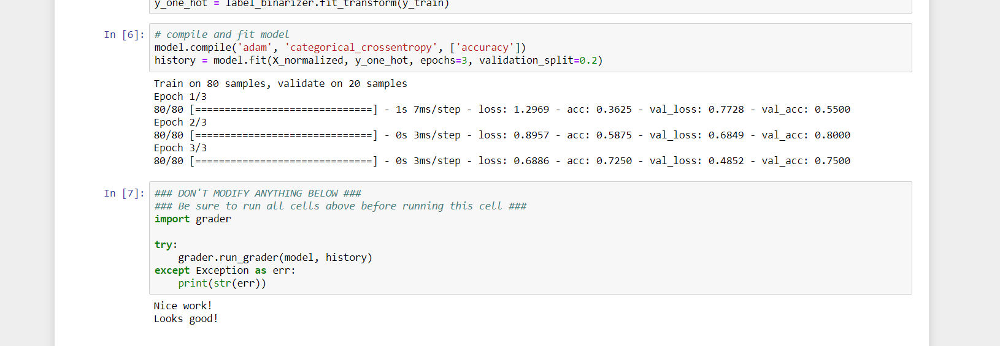 y_one_hot = label_binarizer.fit_transform(y_train)
In [6]:
# compile and fit model
model.compile('adam', 'categorical_crossentropy', ['accuracy'])
history = model.fit(X_normalized, y_one_hot, epochs=3, validation_split=0.2)
Train on 80 samples, validate on 20 samples
Epoch 1/3
80/80 [==============================] - 1s 7ms/step - loss: 1.2969 - acc: 0.3625 - val_loss: 0.7728 - val_acc: 0.5500
Epoch 2/3
80/80 [==============================] - 0s 3ms/step - loss: 0.8957 - acc: 0.5875 - val_loss: 0.6849 - val_acc: 0.8000
Epoch 3/3
80/80 [==============================] - 0s 3ms/step - loss: 0.6886 - acc: 0.7250 - val_loss: 0.4852 - val_acc: 0.7500
In [7]:
### DON'T MODIFY ANYTHING BELOW ###
### Be sure to run all cells above before running this cell ###
import grader
try:
    grader.run_grader(model, history)
except Exception as err:
    print(str(err))
Nice work!
Looks good!